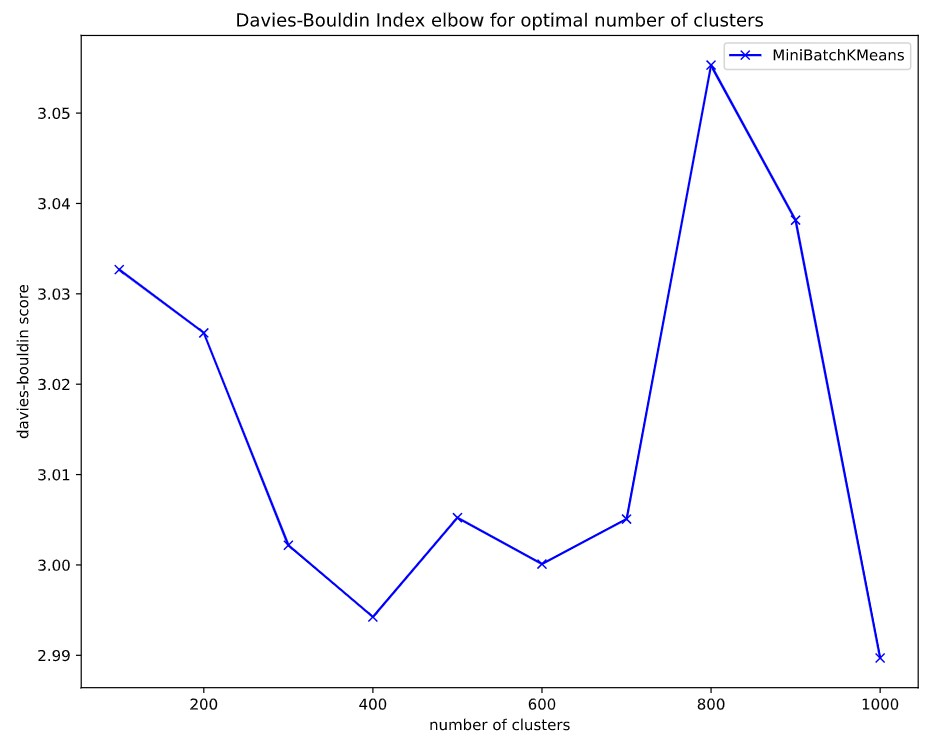 Davies-Bouldin Index elbow for optimal number of clusters
MiniBatchKMeans
3.05
3.04
3.03
3.02
3.01
3.00
2.99
davies-bouldin score
200 400 600 800 1000
number of clusters